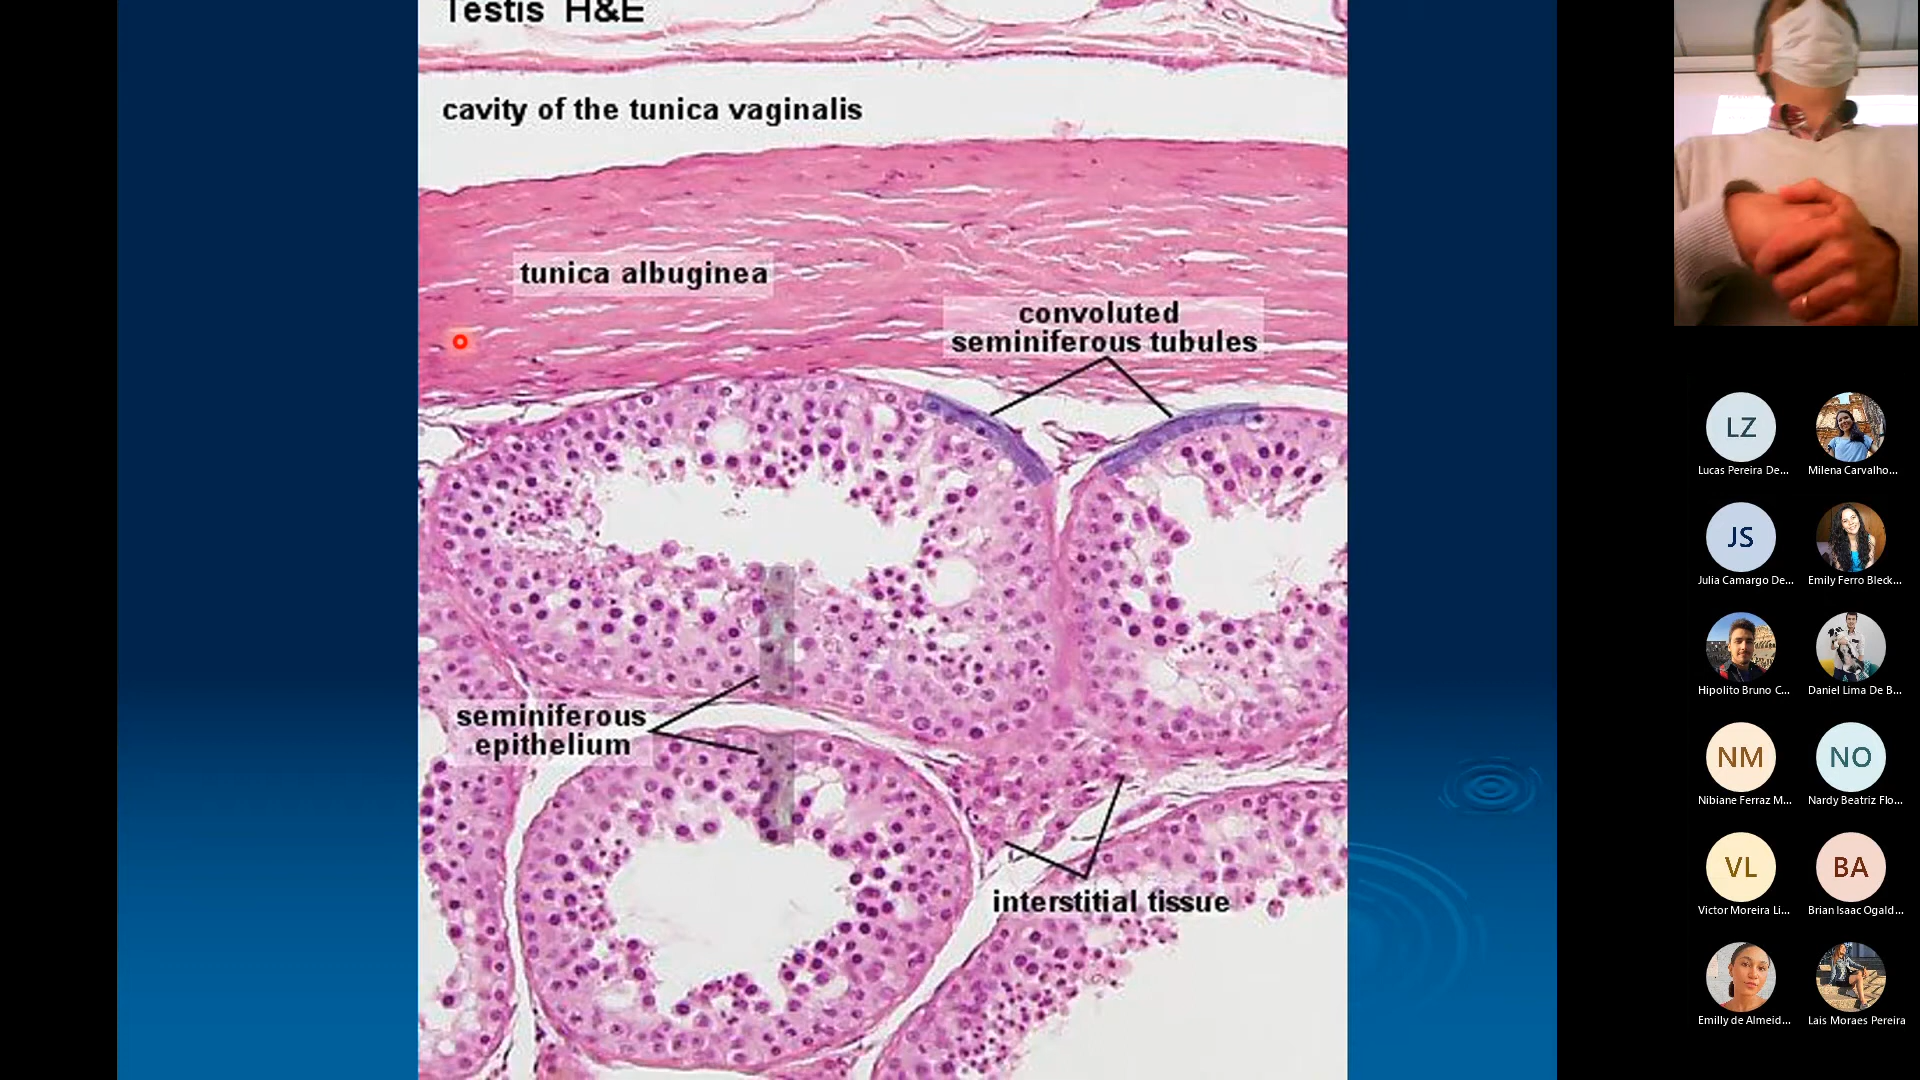 Testis H&E
cavity of the tunica vaginalis
tunica albuginea
convoluted
seminiferous tubules
seminiferous
epithelium
interstitial tissue
LZ
Lucas Pereira De...
Milena Carvalho...
JS
Julia Camargo De...
Emily Ferro Bleck...
Hipolito Bruno C...
Daniel Lima De B...
NM
NO
Nibiane Ferraz M...
Nardy Beatriz Flo...
VL
BA
Victor Moreira Li...
Brian Isaac Ogald...
Emilly de Almeid...
Lais Moraes Pereira